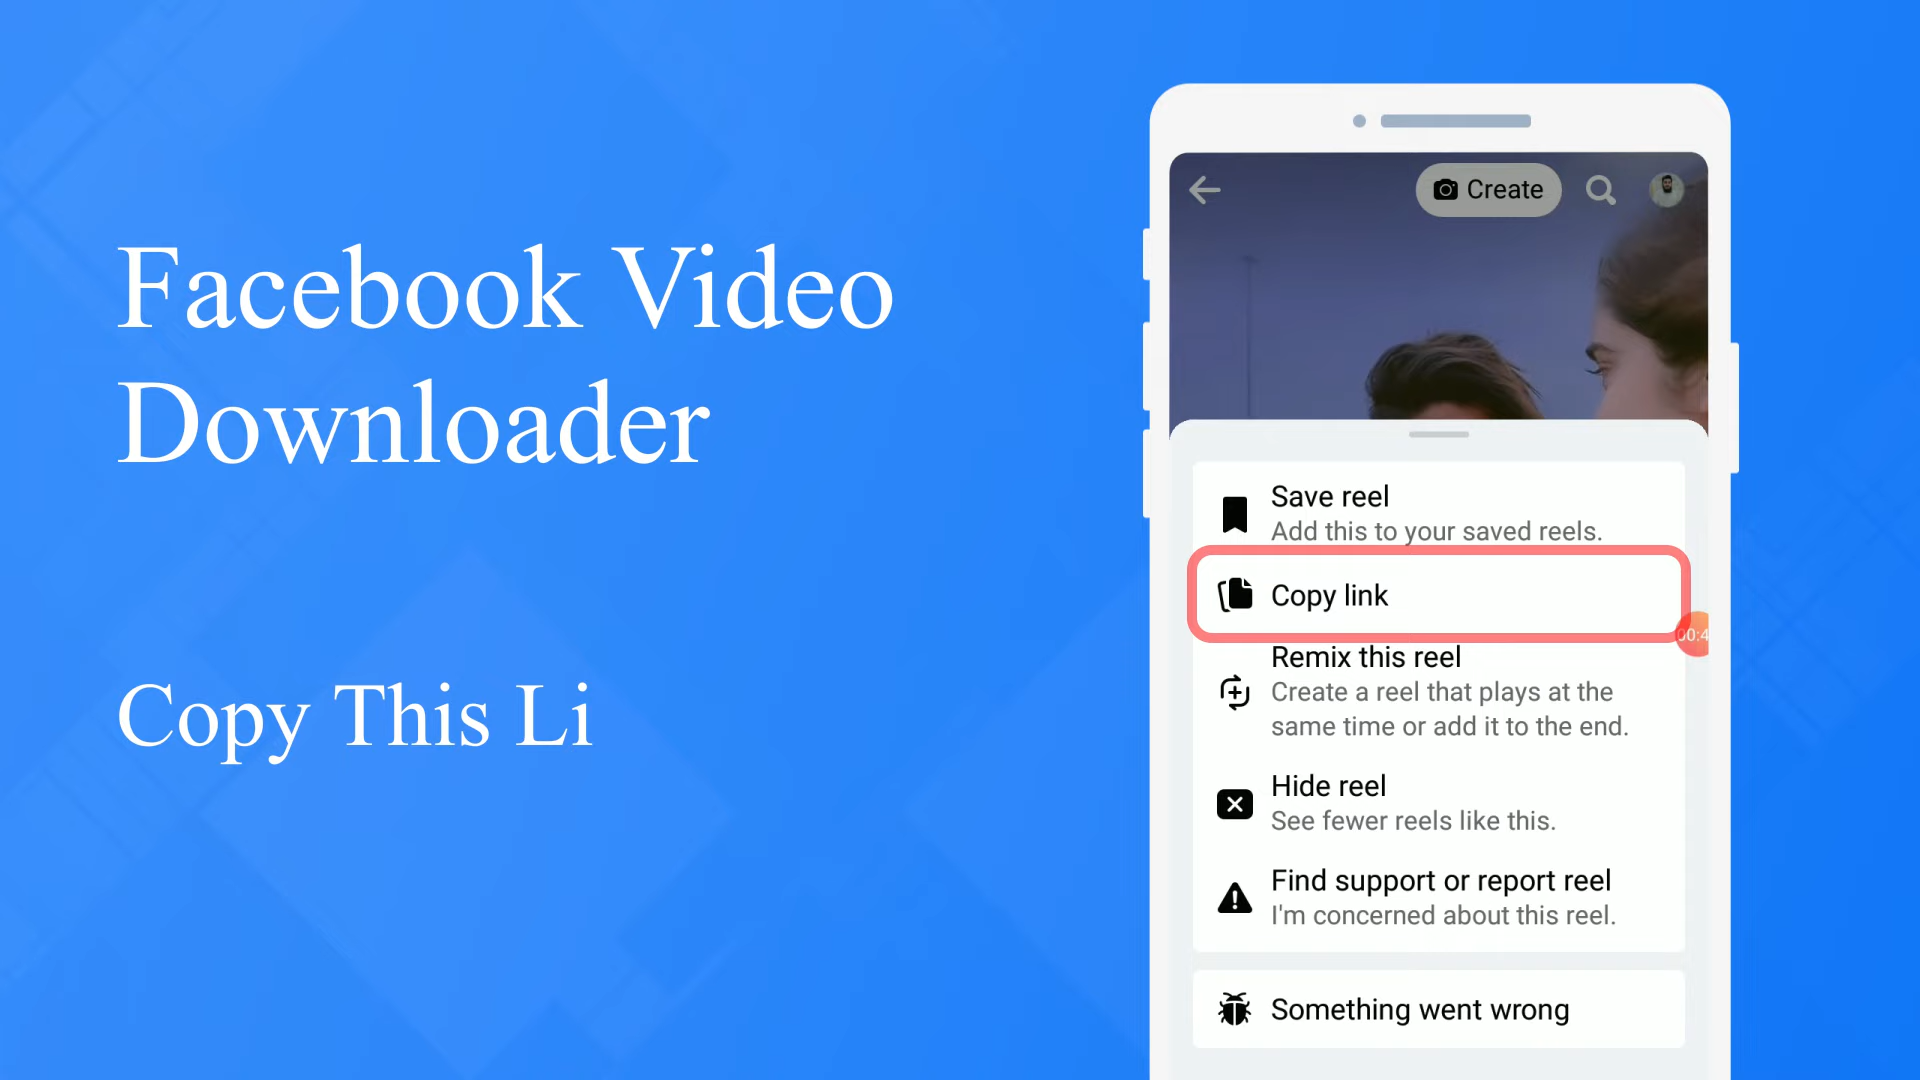 Facebook Video
Downloader
Copy This Li
Create
Save reel
Add this to your saved reels.
Copy link
00:4
Remix this reel
Create a reel that plays at the
same time or add it to the end.
Hide reel
See fewer reels like this.
Find support or report reel
I'm concerned about this reel.
Something went wrong